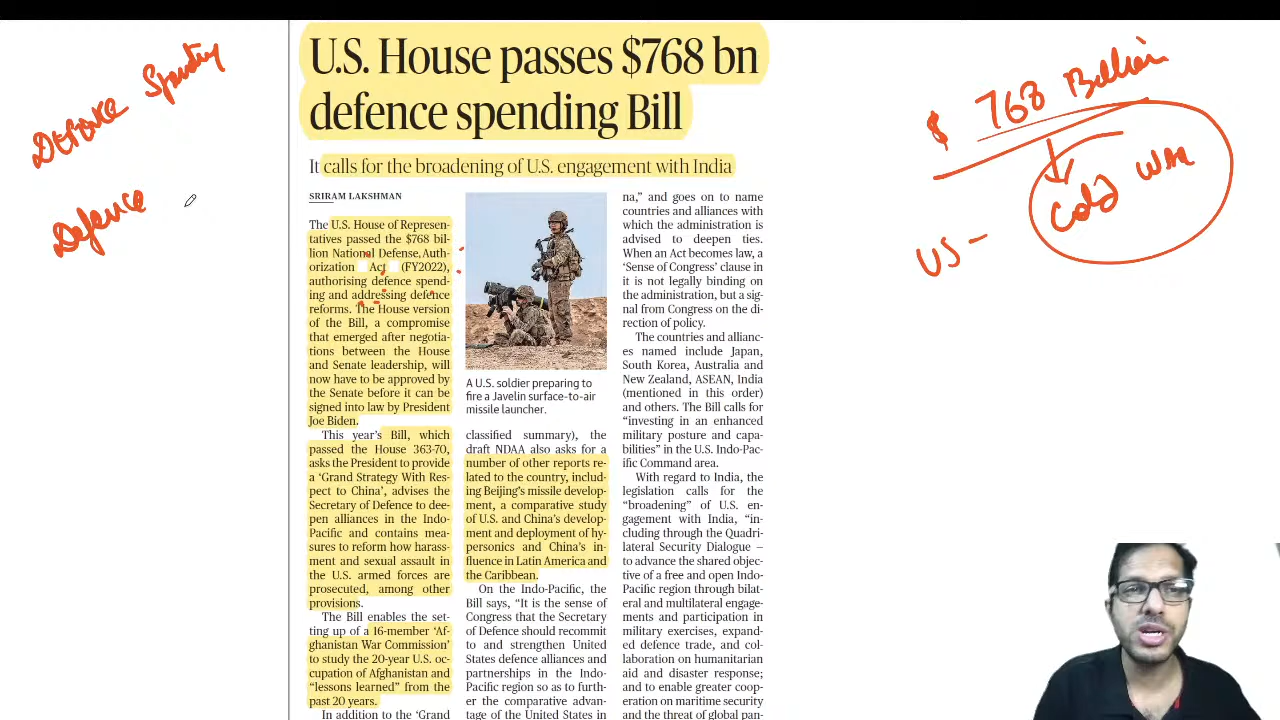 DEFENCE Spending
Defence
U.S. House passes $768 bn
defence spending Bill
It calls for the broadening of U.S. engagement with India
SRIRAM LAKSHMAN
The U.S. House of Represen-
tatives passed the $768 bil-
lion National Defense Auth-
orization Act (FY2022),
authorising defence spend-
ing and addressing defence
reforms. The House version
of the Bill, a compromise
that emerged after negotia-
tions between the House
and Senate leadership, will
now have to be approved by
the Senate before it can be
signed into law by President
Joe Biden.
This year's Bill, which
passed the House 363-70,
asks the President to provide
a 'Grand Strategy With Res-
pect to China', advises the
Secretary of Defence to dee-
pen alliances in the Indo-
Pacific and contains mea-
sures to reform how harass-
ment and sexual assault in
the U.S. armed forces are
prosecuted, among other
provisions.
The Bill enables the set-
ting up of a 16-member 'Af-
ghanistan War Commission'
to study the 20-year U.S. oc-
cupation of Afghanistan and
"lessons learned" from the
past 20 years.
In addition to the 'Grand
A U.S. soldier preparing to
fire a Javelin surface-to-air
missile launcher.
classified summary), the
draft NDAA also asks for a
number of other reports re-
lated to the country, includ-
ing Beijing's missile develop-
ment, a comparative study
of U.S. and China's develop-
ment and deployment of hy-
personics and China's in-
fluence in Latin America and
the Caribbean.
On the Indo-Pacific, the
Bill says, "It is the sense of
Congress that the Secretary
of Defence should recommit
to and strengthen United
States defence alliances and
partnerships in the Indo-
Pacific region so as to furth-
er the comparative advan-
tage of the United States in
na," and goes on to name
countries and alliances with
which the administration is
advised to deepen ties.
When an Act becomes law, a
'Sense of Congress' clause in
it is not legally binding on
the administration, but a sig-
nal from Congress on the di-
rection of policy.
The countries and allianc-
es named include Japan,
South Korea, Australia and
New Zealand, ASEAN, India
(mentioned in this order)
and others. The Bill calls for
"investing in an enhanced
military posture and capa-
bilities" in the U.S. Indo-Pac-
ific Command area.
With regard to India, the
legislation calls for the
"broadening" of U.S. en-
gagement with India, "in-
cluding through the Quadri-
lateral Security Dialogue —
to advance the shared objec-
tive of a free and open Indo-
Pacific region through bilat-
eral and multilateral engage-
ments and participation in
military exercises, expand-
ed defence trade, and col-
laboration on humanitarian
aid and disaster response;
and to enable greater coop-
eration on maritime security
and the threat of global pan-
$ 768 Billion
Cold WAR
US -